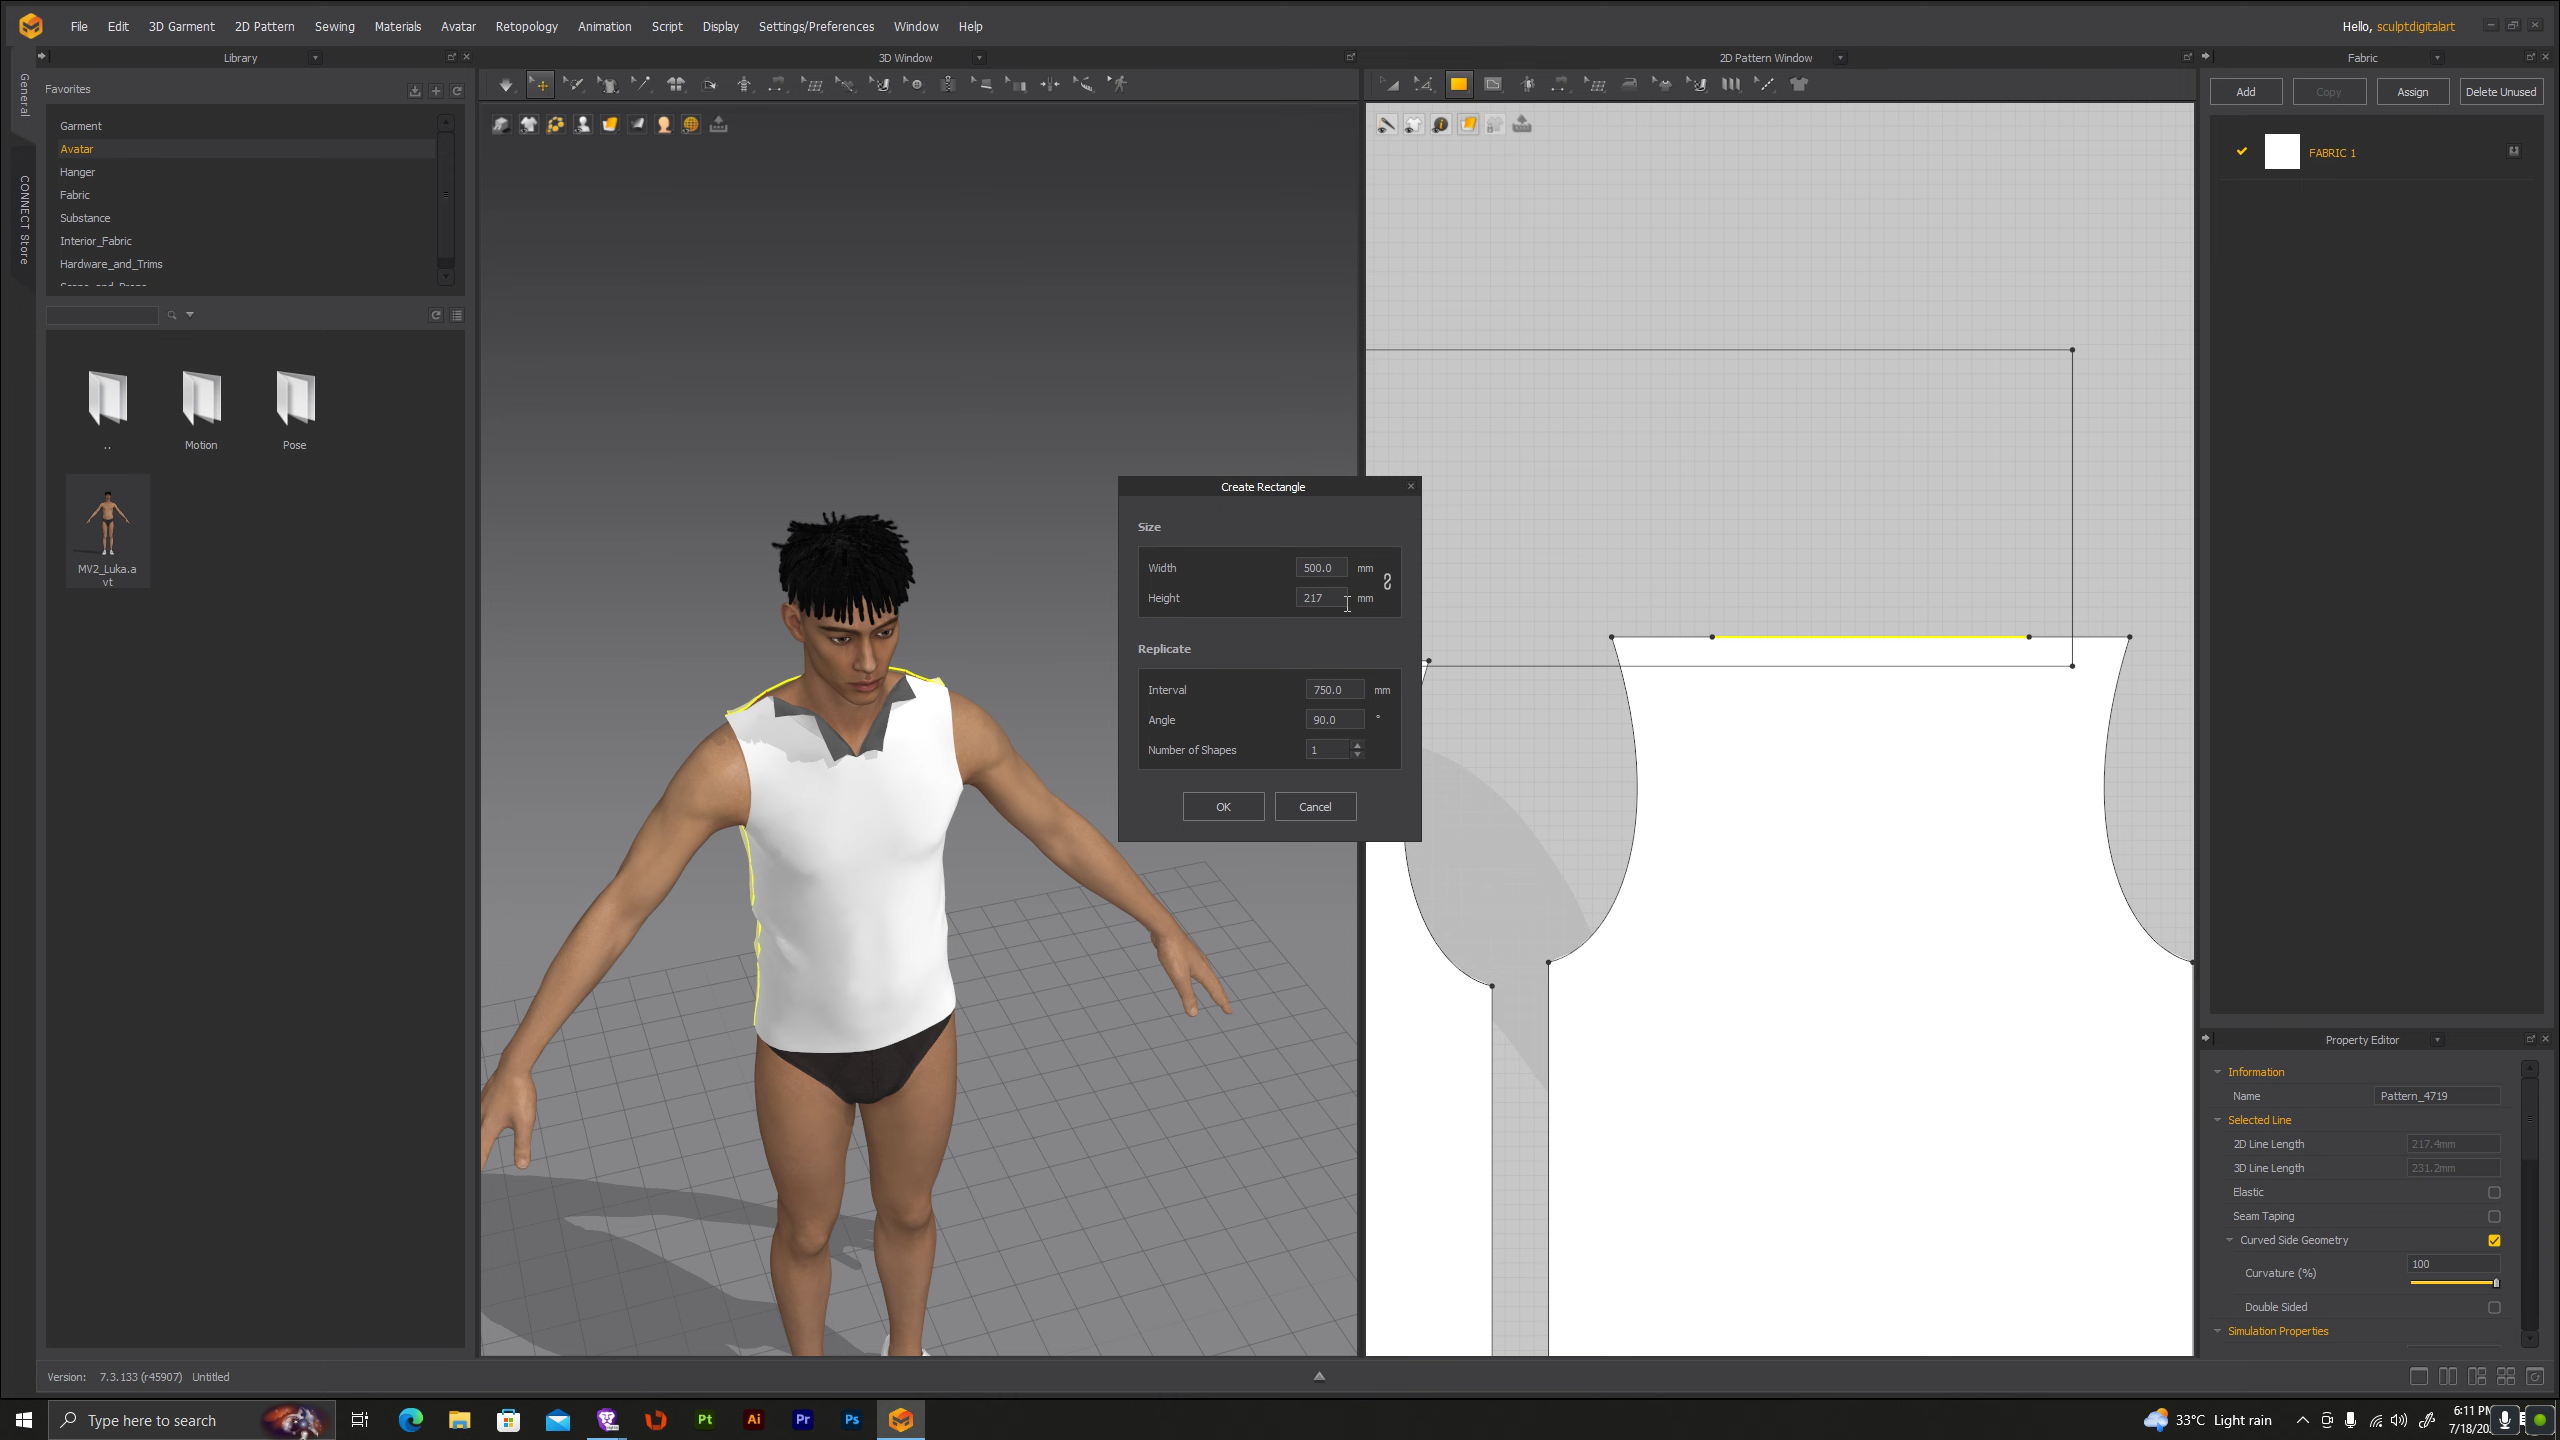 File Edit 3D Garment 2D Pattern Sewing Materials Avatar Retopology Animation Script Display Settings/Preferences Window Help
Hello, sculptdigitalart
Library
3D Window
2D Pattern Window
Fabric
General
CONNECT Store
Favorites
Garment
Avatar
Hanger
Fabric
Substance
Interior_Fabric
Hardware_and_Trims
..
Motion
Pose
MV2_Luka.a
vt
Create Rectangle
Size
Width 500.0 mm
Height 217 mm
Replicate
Interval 750.0 mm
Angle 90.0 °
Number of Shapes 1
OK Cancel
Add Copy Assign Delete Unused
FABRIC 1
Property Editor
Information
Name Pattern_4719
Selected Line
2D Line Length 217.4mm
3D Line Length 231.2mm
Elastic
Seam Taping
Curved Side Geometry
100
Curvature (%)
Double Sided
Simulation Properties
Version: 7.3.133 (r45907) Untitled
Type here to search
Pt Ai Pr Ps
33°C Light rain
6:11 PM
7/18/20